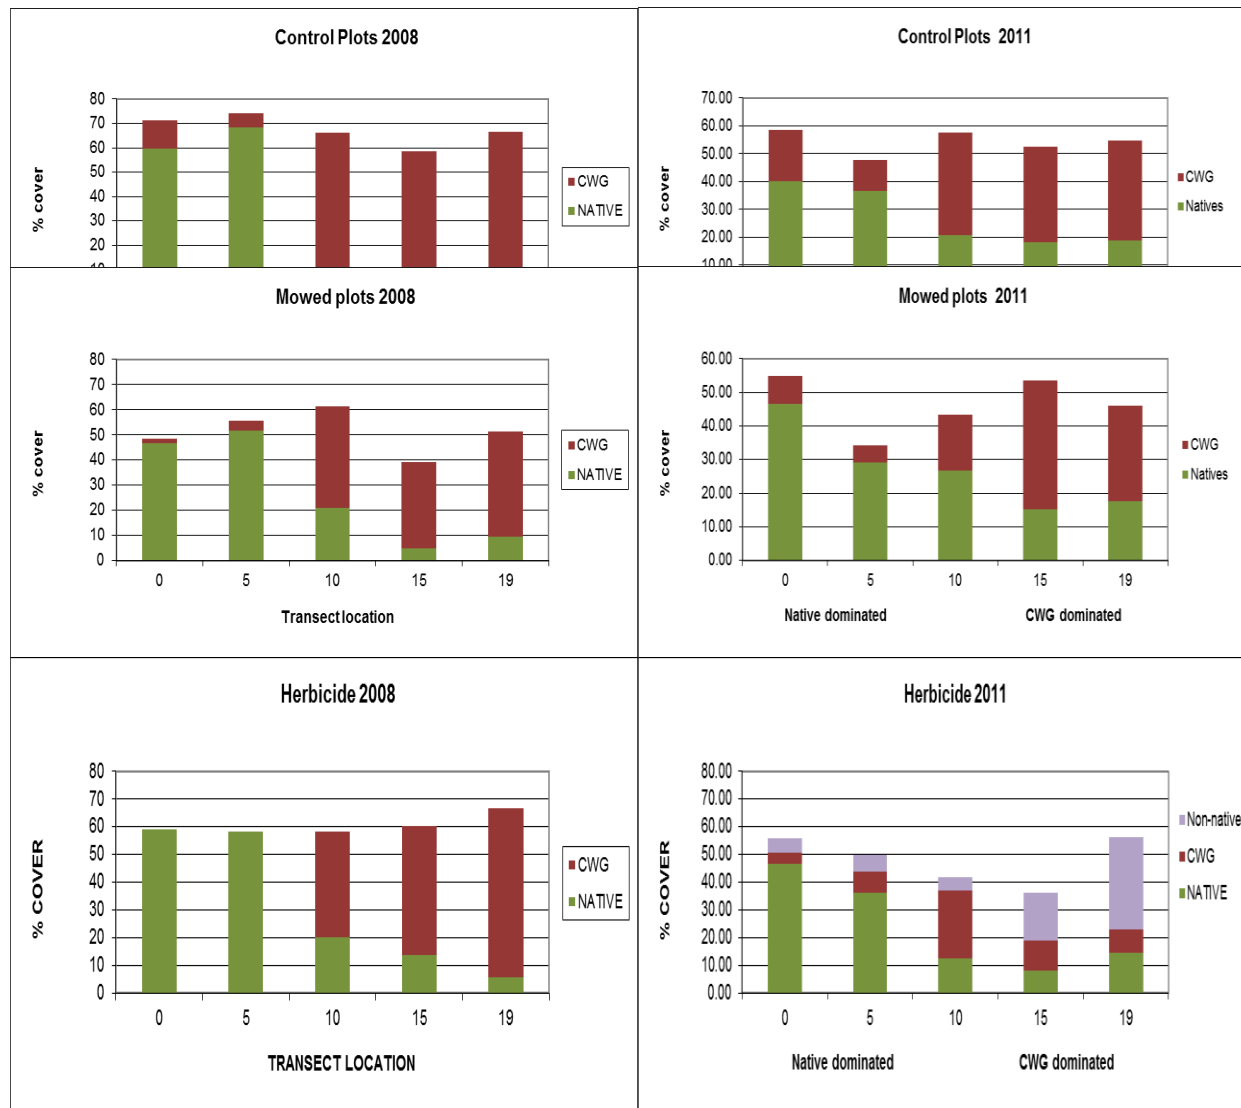 Control Plots 2008
% cover
80
70
60
50
40
30
20
10
CWG
NATIVE
Control Plots 2011
% cover
70.00
60.00
50.00
40.00
30.00
20.00
10.00
CWG
Natives
Mowed plots 2008
% cover
80
70
60
50
40
30
20
10
0
0 5 10 15 19
Transect location
CWG
NATIVE
Mowed plots 2011
% cover
60.00
50.00
40.00
30.00
20.00
10.00
0.00
0 5 10 15 19
Native dominated CWG dominated
CWG
Natives
Herbicide 2008
% COVER
80
70
60
50
40
30
20
10
0
0 5 10 15 19
TRANSECT LOCATION
CWG
NATIVE
Herbicide 2011
% COVER
80.00
70.00
60.00
50.00
40.00
30.00
20.00
10.00
0.00
0 5 10 15 19
Native dominated CWG dominated
Non-native
CWG
NATIVE